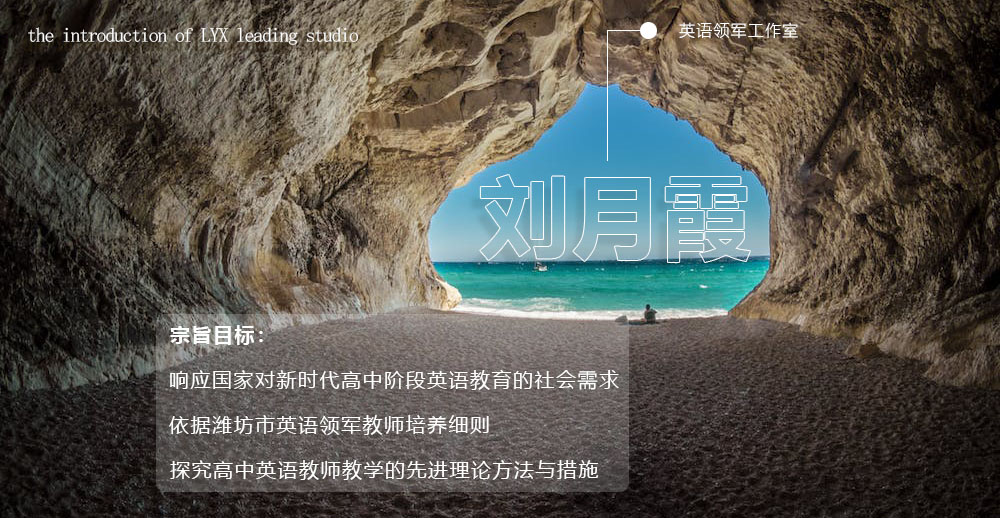 the introduction of LYX leading studio
英语领军工作室
刘月霞
宗旨目标：
响应国家对新时代高中阶段英语教育的社会需求
依据潍坊市英语领军教师培养细则
探究高中英语教师教学的先进理论方法与措施